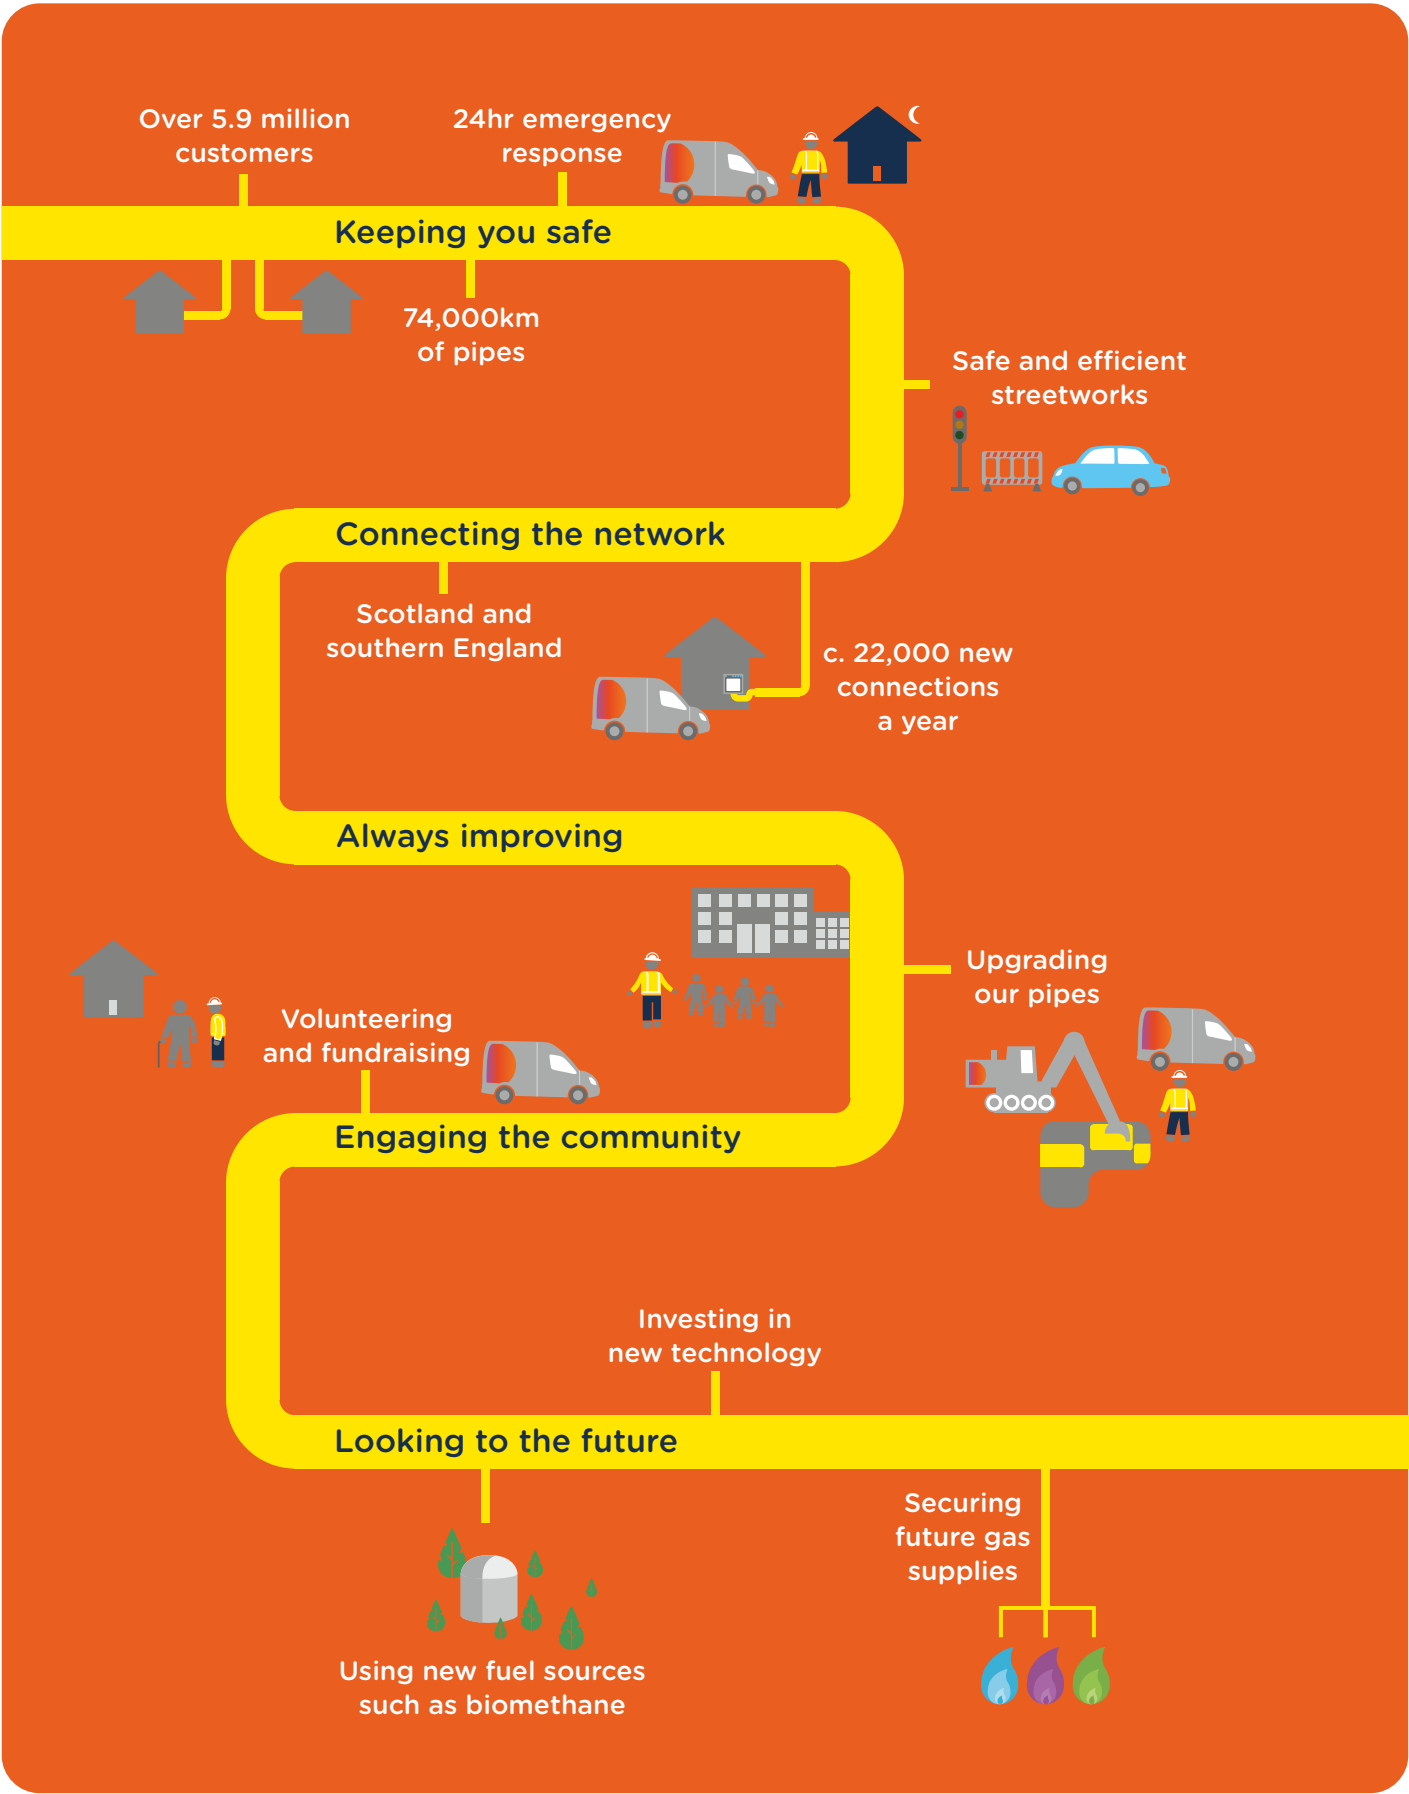 Over 5.9 million
customers
24hr emergency
response
Keeping you safe
74,000km
of pipes
Safe and efficient
streetworks
Connecting the network
Scotland and
southern England
c. 22,000 new
connections
a year
Always improving
Upgrading
our pipes
Volunteering
and fundraising
Engaging the community
Investing in
new technology
Looking to the future
Securing
future gas
supplies
Using new fuel sources
such as biomethane